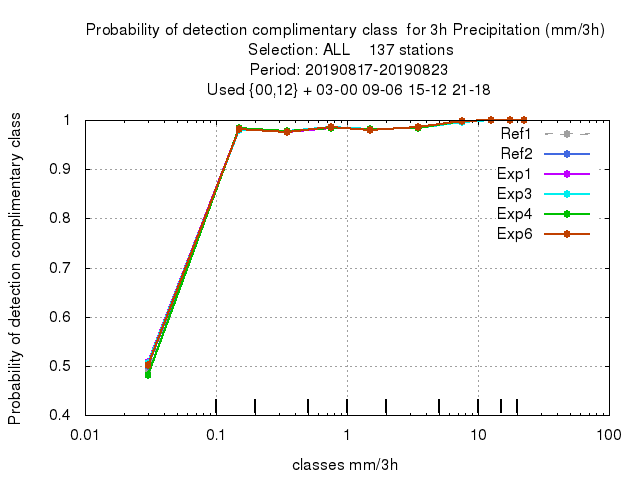 Probability of detection complimentary class  for 3h Precipitation (mm/3h)
Selection: ALL    137 stations
Period: 20190817-20190823
Used {00,12} + 03-00 09-06 15-12 21-18
Probability of detection complimentary class
1
0.9
0.8
0.7
0.6
0.5
0.4
Ref1
Ref2
Exp1
Exp3
Exp4
Exp6
0.01 0.1 1 10 100
classes mm/3h